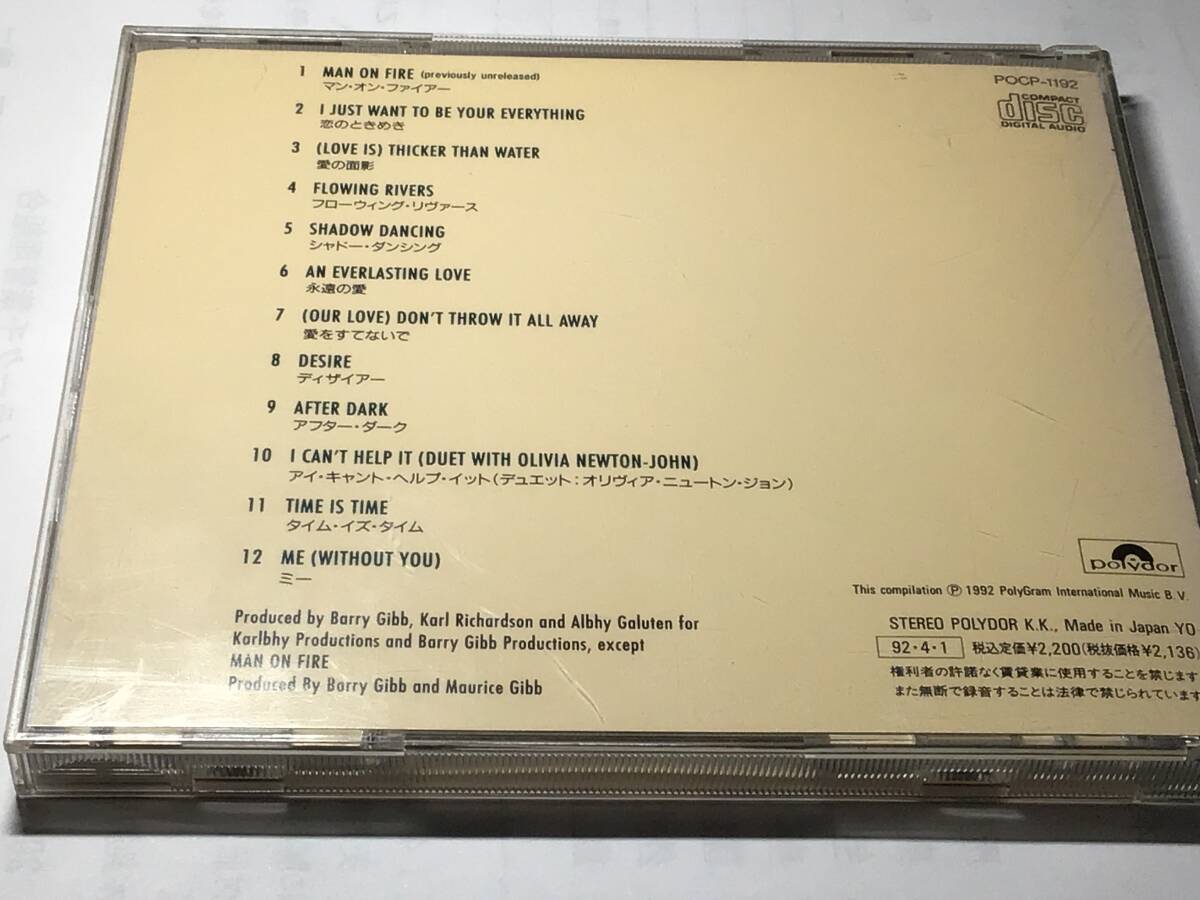 1 MAN ON FIRE (previously unreleased)
マン・オン・ファイアー
2 I JUST WANT TO BE YOUR EVERYTHING
恋のときめき
3 (LOVE IS) THICKER THAN WATER
愛の面影
4 FLOWING RIVERS
フローウィング・リヴァース
5 SHADOW DANCING
シャドー・ダンシング
6 AN EVERLASTING LOVE
永遠の愛
7 (OUR LOVE) DON'T THROW IT ALL AWAY
愛をすてないで
8 DESIRE
ディザイアー
9 AFTER DARK
アフター・ダーク
10 I CAN'T HELP IT (DUET WITH OLIVIA NEWTON-JOHN)
アイ・キャント・ヘルプ・イット(デュエット:オリヴィア・ニュートン・ジョン)
11 TIME IS TIME
タイム・イズ・タイム
12 ME (WITHOUT YOU)
ミー
Produced by Barry Gibb, Karl Richardson and Albhy Galuten for
Karlbhy Productions and Barry Gibb Productions, except
MAN ON FIRE
Produced By Barry Gibb and Maurice Gibb
POCP-1192
COMPACT
disc
DIGITAL AUDIO
polydor
This compilation Ⓟ 1992 PolyGram International Music B.V.
STEREO POLYDOR K.K., Made in Japan YO
92・4・1 税込定価¥2,200(税抜価格¥2,136)
権利者の許諾なく賃貸業に使用することを禁じます
また無断で録音することは法律で禁じられています